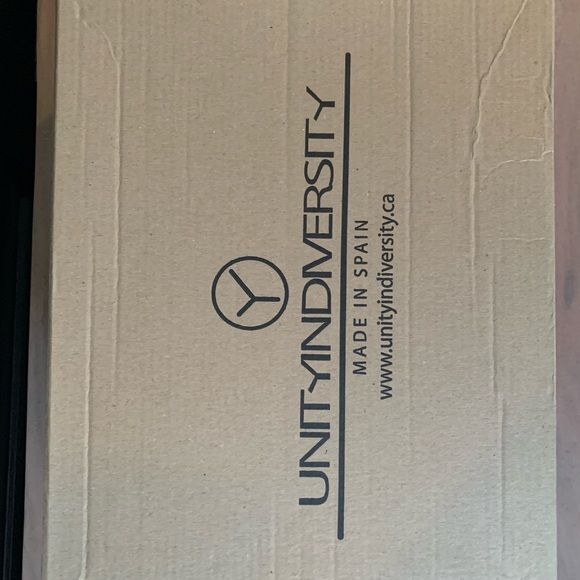 UNITYINDIVERSITY
MADE IN SPAIN
www.unityindiversity.ca